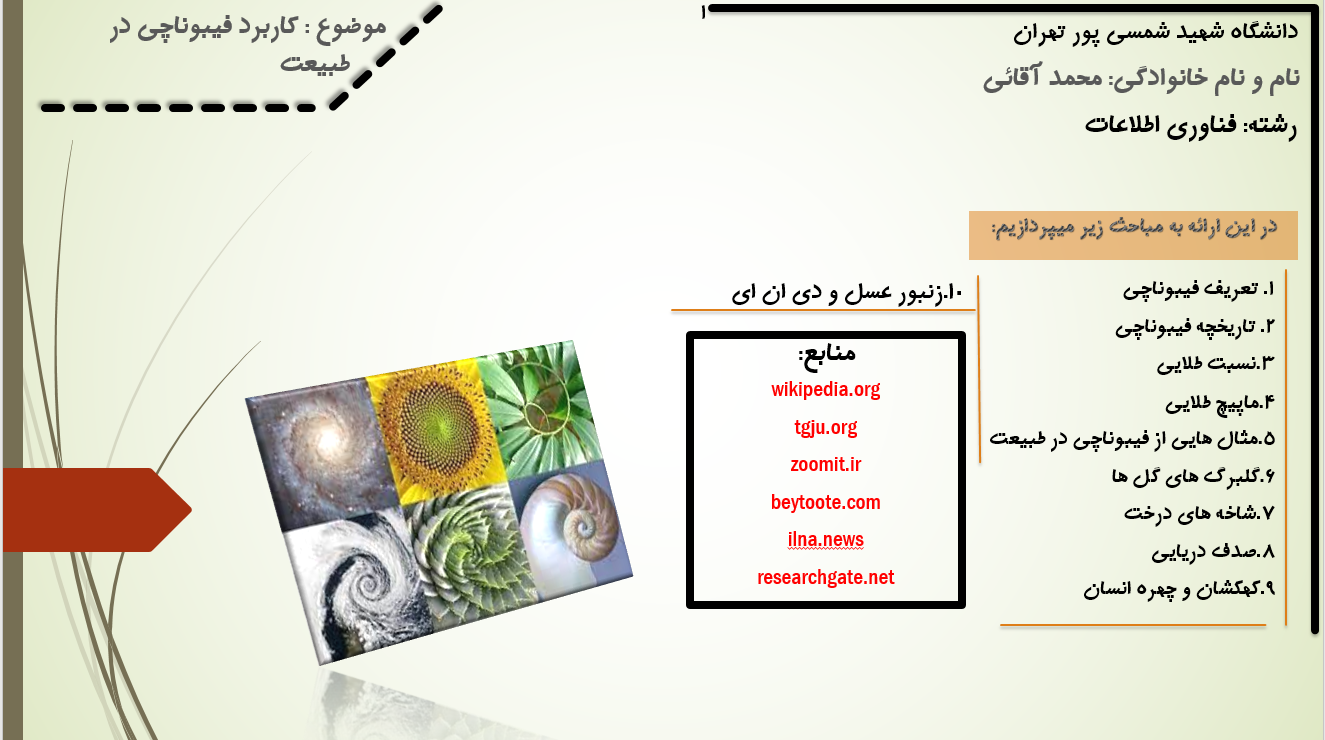 ۱
دانشگاه شهید شمسی پور تهران
نام و نام خانوادگی: محمد آقائی
رشته: فناوری اطلاعات
موضوع : کاربرد فیبوناچی در
طبیعت
در این ارائه به مباحث زیر میپردازیم:
۱. تعریف فیبوناچی
۲. تاریخچه فیبوناچی
۳.نسبت طلایی
۴.ماپیچ طلایی
۵.مثال هایی از فیبوناچی در طبیعت
۶.گلبرگ های گل ها
۷.شاخه های درخت
۸.صدف دریایی
۹.کهکشان و چهره انسان
۱۰.زنبور عسل و دی ان ای
منابع:
wikipedia.org
tgju.org
zoomit.ir
beytoote.com
ilna.news
researchgate.net